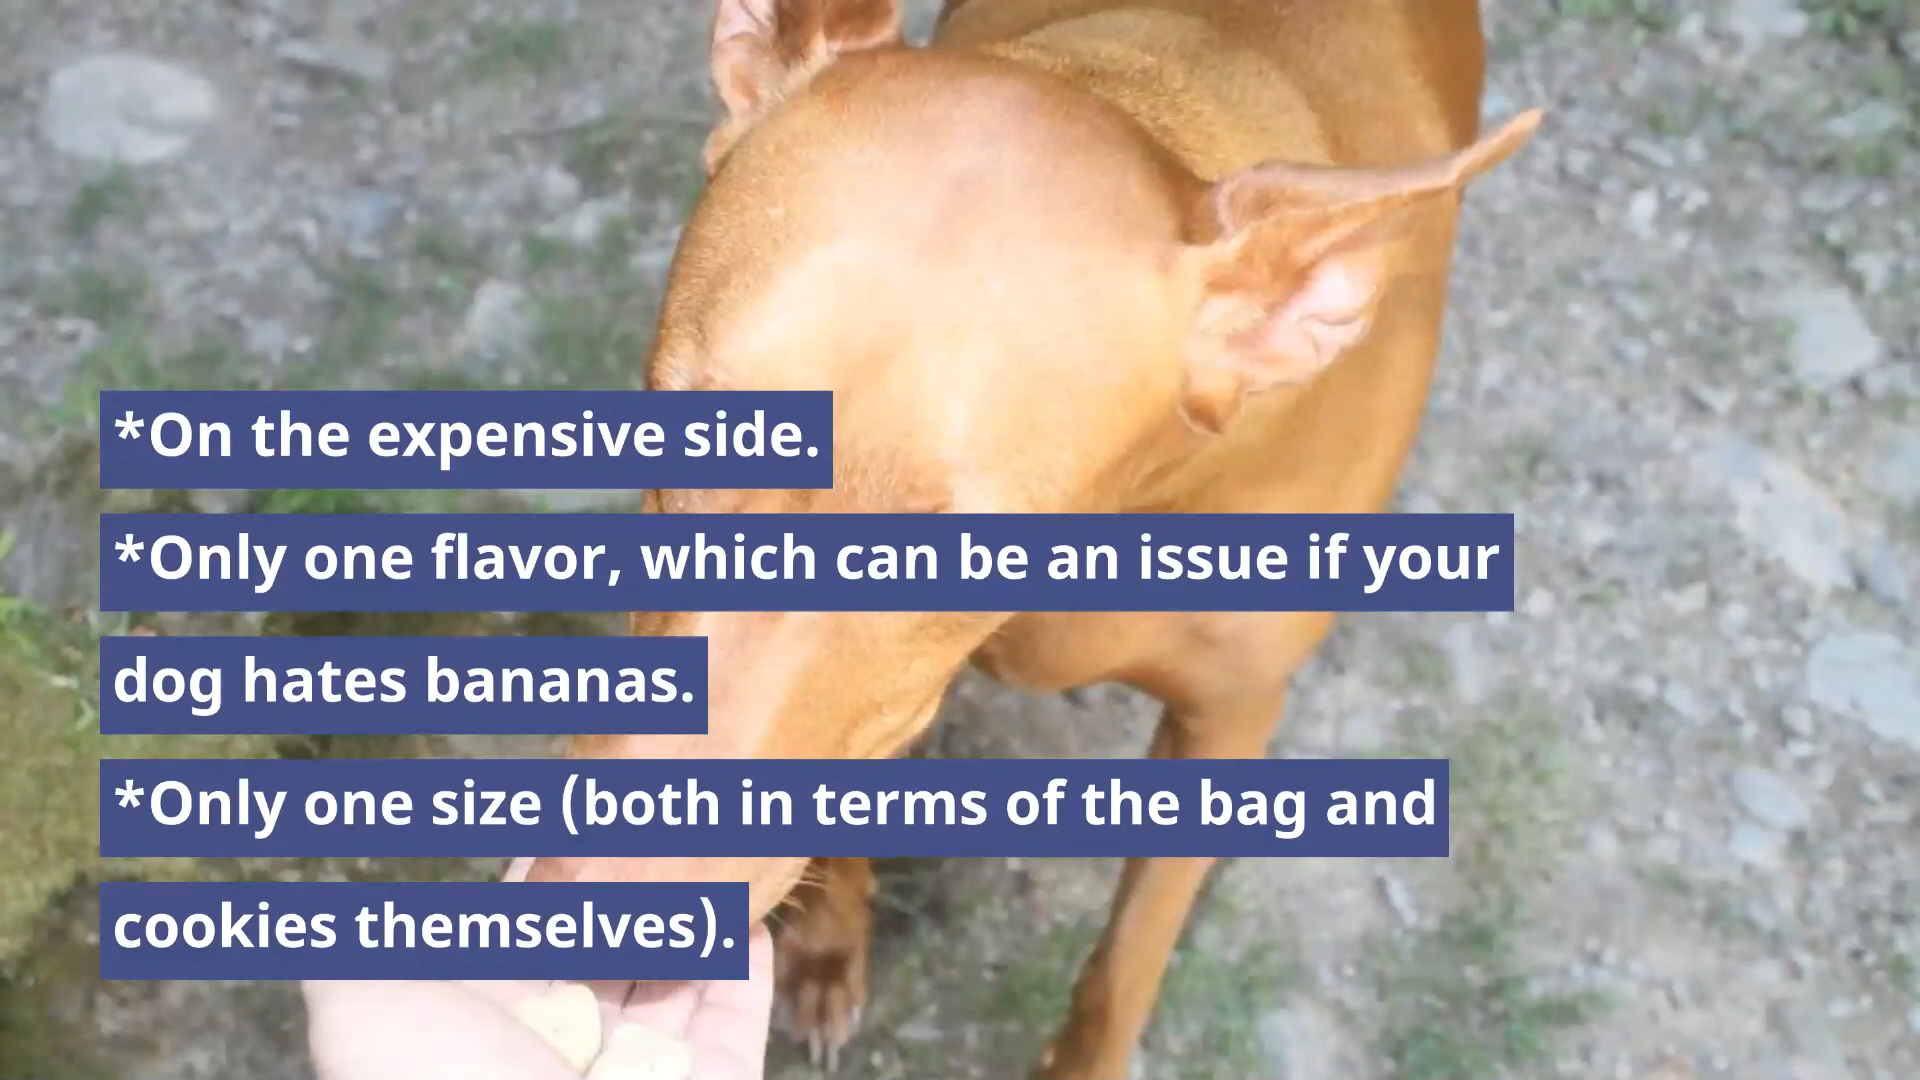 *On the expensive side.
*Only one flavor, which can be an issue if your
dog hates bananas.
*Only one size (both in terms of the bag and
cookies themselves).